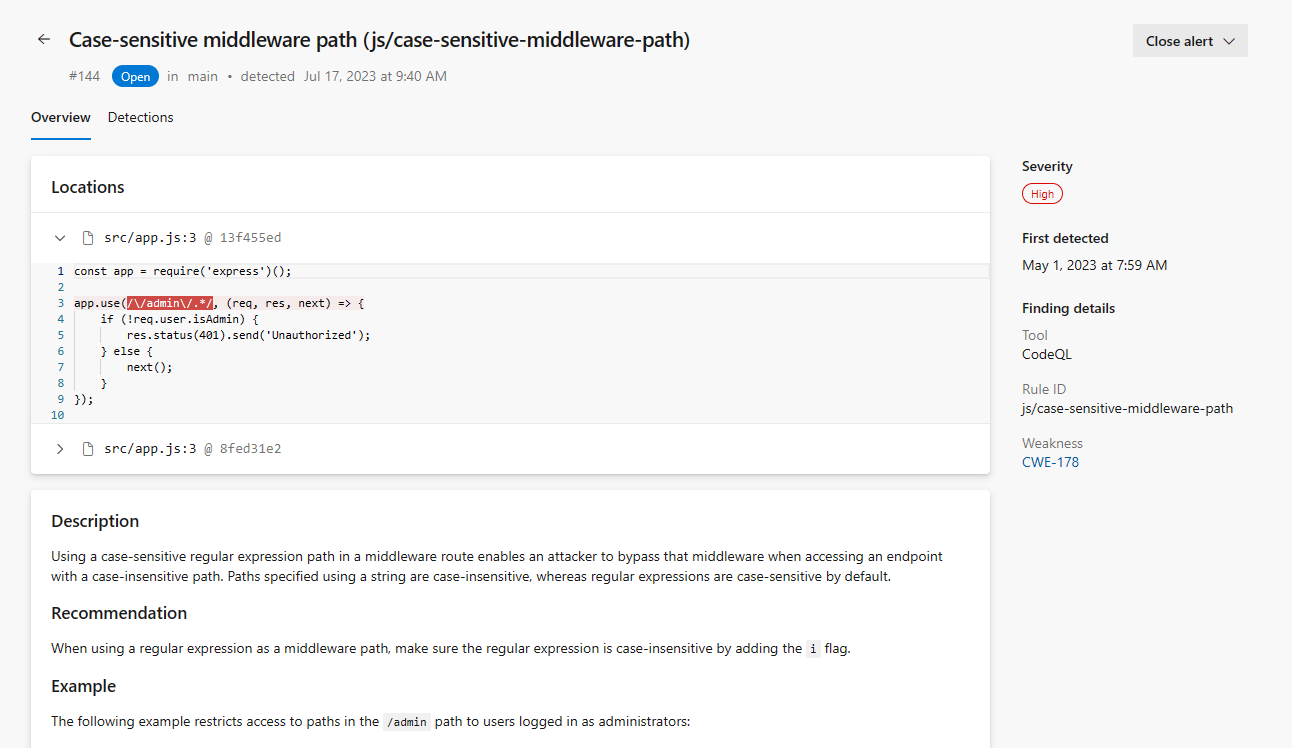 Case-sensitive middleware path (js/case-sensitive-middleware-path)
Close alert
#144 Open in main • detected Jul 17, 2023 at 9:40 AM
Overview Detections
Locations
src/app.js:3 @ 13f455ed
1 const app = require('express')();
2
3 app.use(/\/admin\/.*/, (req, res, next) => {
4 if (!req.user.isAdmin) {
5 res.status(401).send('Unauthorized');
6 } else {
7 next();
8 }
9 });
10
src/app.js:3 @ 8fed31e2
Description
Using a case-sensitive regular expression path in a middleware route enables an attacker to bypass that middleware when accessing an endpoint
with a case-insensitive path. Paths specified using a string are case-insensitive, whereas regular expressions are case-sensitive by default.
Recommendation
When using a regular expression as a middleware path, make sure the regular expression is case-insensitive by adding the i flag.
Example
The following example restricts access to paths in the /admin path to users logged in as administrators:
Severity
High
First detected
May 1, 2023 at 7:59 AM
Finding details
Tool
CodeQL
Rule ID
js/case-sensitive-middleware-path
Weakness
CWE-178